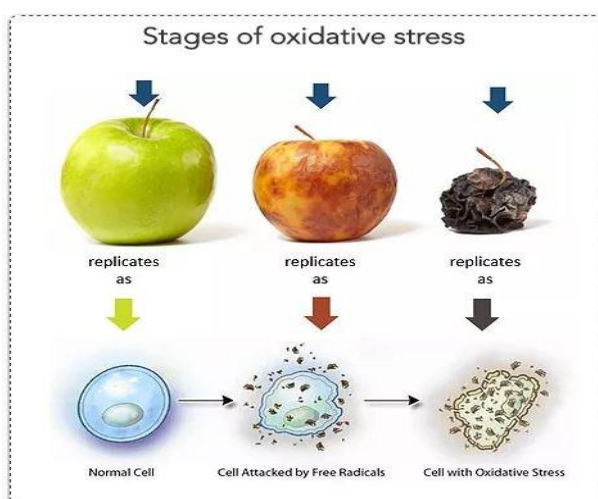 Stages of oxidative stress
replicates
as
replicates
as
replicates
as
Normal Cell
Cell Attacked by Free Radicals
Cell with Oxidative Stress